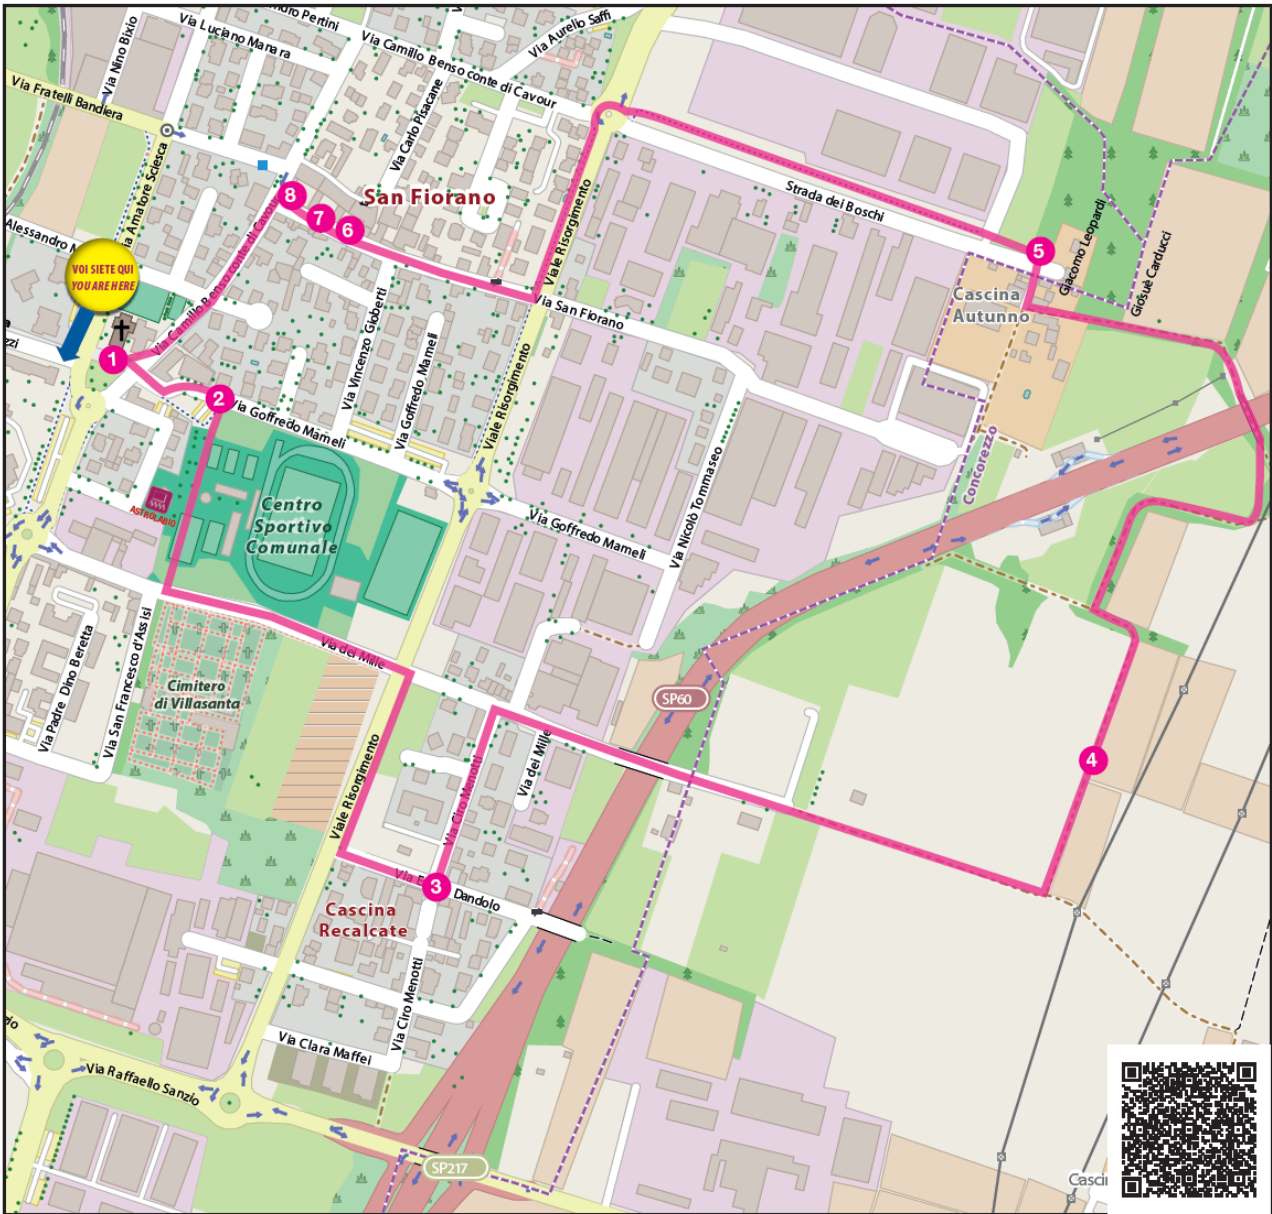 Via Nino Bixio
Via Luciano Manara
Via Camillo Benso conte di Cavour
Via Aurelio Saffi
Via Fratelli Bandiera
Via Carlo Pisacane
San Fiorano
8
7
6
Viale Risorgimento
Strada dei Boschi
5
Giacomo Leopardi
Giosuè Carducci
Cascina
Autunno
VOI SIETE QUI
YOU ARE HERE
Via Camillo Benso conte di Cavour
Via San Fiorano
1
2
Via Vincenzo Gioberti
Via Goffredo Mameli
Via Goffredo Mameli
Viale Risorgimento
Concorezzo
ASTROLABIO
Centro
Sportivo
Comunale
Via Goffredo Mameli
Via Nicolò Tommaseo
Via Padre Dino Beretta
Via San Francesco d'Assisi
Via dei Mille
Cimitero
di Villasanta
SP60
Viale Risorgimento
Via Ciro Menotti
Via dei Mille
4
3
Dandolo
Cascina
Recalcate
Via Ciro Menotti
Via Clara Maffei
Via Raffaello Sanzio
SP217